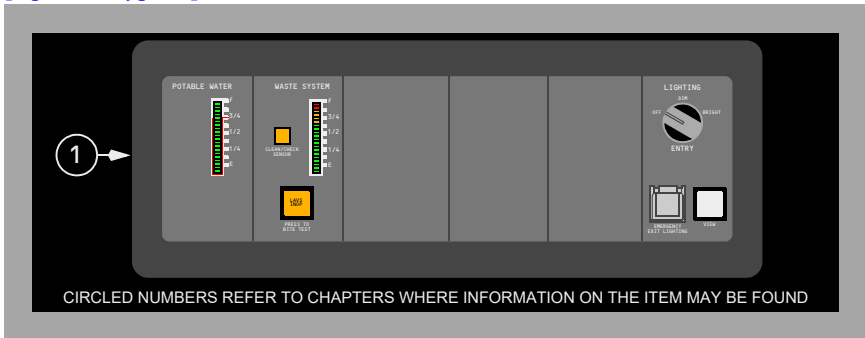 POTABLE WATER
F
3/4
1/2
1/4
E
WASTE SYSTEM
CLEAN/CHECK
SENSOR
F
3/4
1/2
1/4
E
LAVS
INOP
PRESS TO
BITE TEST
LIGHTING
DIM
OFF
BRIGHT
ENTRY
EMERGENCY
EXIT LIGHTING
VIEW
1
CIRCLED NUMBERS REFER TO CHAPTERS WHERE INFORMATION ON THE ITEM MAY BE FOUND